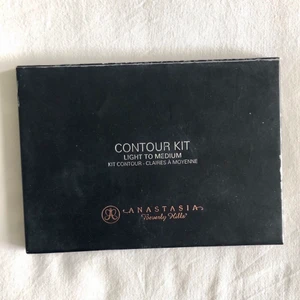 CONTOUR KIT
LIGHT TO MEDIUM
KIT CONTOUR - CLAIRES À MOYENNE
ANASTASIA
Beverly Hills